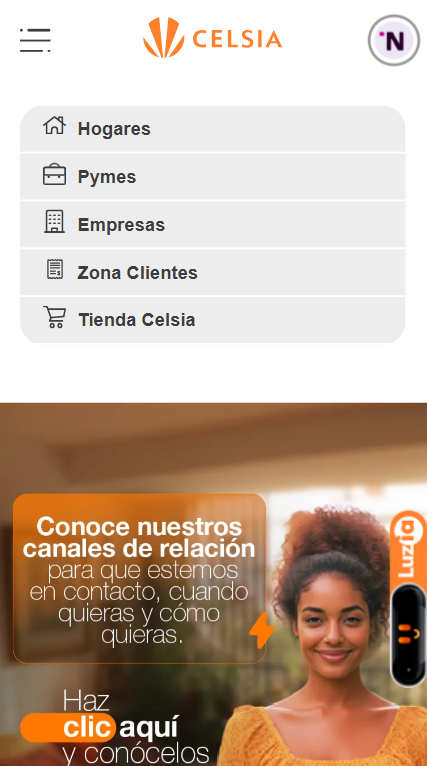 CELSIA
N
Hogares
Pymes
Empresas
Zona Clientes
Tienda Celsia
Conoce nuestros
canales de relación
para que estemos
en contacto, cuando
quieras y cómo
quieras.
Luzia
Haz
clic aquí
y conócelos